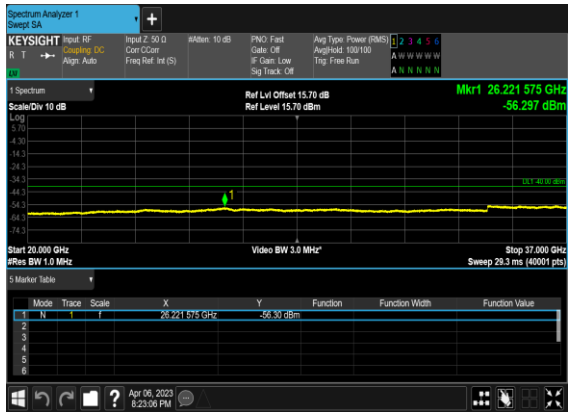 Spectrum Analyzer 1
Swept SA
+
KEYSIGHT Input: RF Input Z: 50 Ω #Atten: 10 dB PNO: Fast Avg Type: Power (RMS) 1 2 3 4 5 6
R T Coupling: DC Corr CCorr Gate: Off Avg|Hold: 100/100 A W W W W W
Align: Auto Freq Ref: Int (S) IF Gain: Low Trig: Free Run
LXI Sig Track: Off A N N N N N
1 Spectrum Ref Lvl Offset 15.70 dB Mkr1 26.221 575 GHz
Scale/Div 10 dB Ref Level 15.70 dBm -56.297 dBm
Log
5.70
-4.30
-14.3
-24.3
-34.3 DL1 -40.00 dBm
-44.3 1
-54.3
-64.3
-74.3
Start 20.000 GHz Video BW 3.0 MHz* Stop 37.000 GHz
#Res BW 1.0 MHz Sweep 29.3 ms (40001 pts)
5 Marker Table
Mode Trace Scale X Y Function Function Width Function Value
1 N 1 f 26.221 575 GHz -56.30 dBm
2
3
4
5
6
? Apr 06, 2023
8:23:06 PM